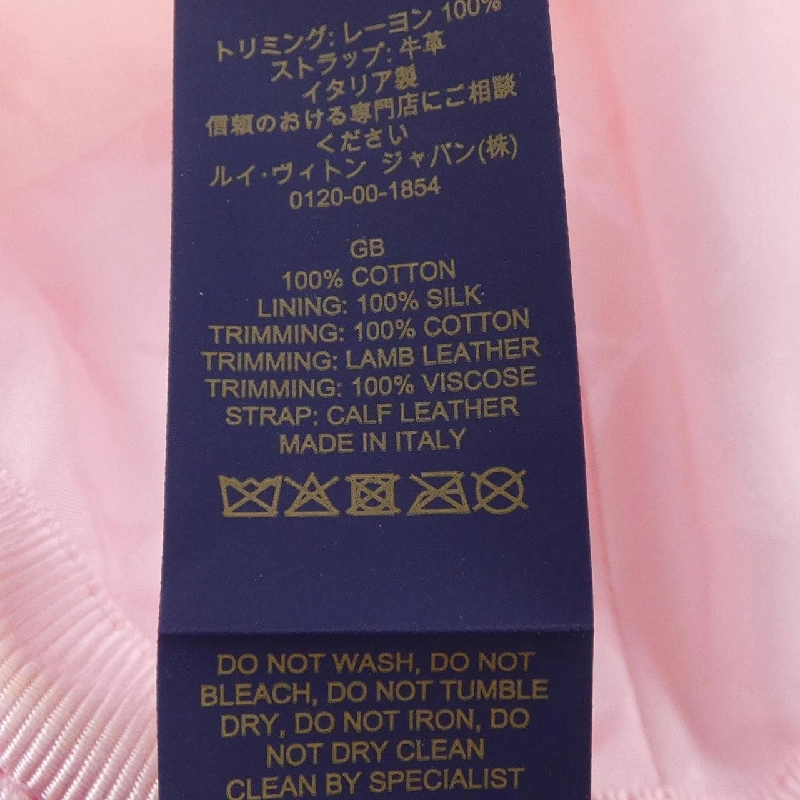 トリミング: レーヨン 100%
ストラップ: 牛革
イタリア製
信頼のおける専門店にご相談
ください
ルイ・ヴィトン ジャパン(株)
0120-00-1854
GB
100% COTTON
LINING: 100% SILK
TRIMMING: 100% COTTON
TRIMMING: LAMB LEATHER
TRIMMING: 100% VISCOSE
STRAP: CALF LEATHER
MADE IN ITALY
DO NOT WASH, DO NOT
BLEACH, DO NOT TUMBLE
DRY, DO NOT IRON, DO
NOT DRY CLEAN
CLEAN BY SPECIALIST